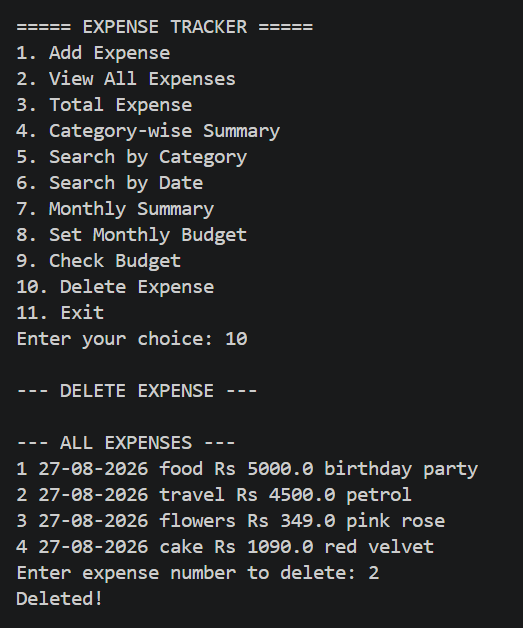 ===== EXPENSE TRACKER =====
1. Add Expense
2. View All Expenses
3. Total Expense
4. Category-wise Summary
5. Search by Category
6. Search by Date
7. Monthly Summary
8. Set Monthly Budget
9. Check Budget
10. Delete Expense
11. Exit
Enter your choice: 10
--- DELETE EXPENSE ---
--- ALL EXPENSES ---
1 27-08-2026 food Rs 5000.0 birthday party
2 27-08-2026 travel Rs 4500.0 petrol
3 27-08-2026 flowers Rs 349.0 pink rose
4 27-08-2026 cake Rs 1090.0 red velvet
Enter expense number to delete: 2
Deleted!